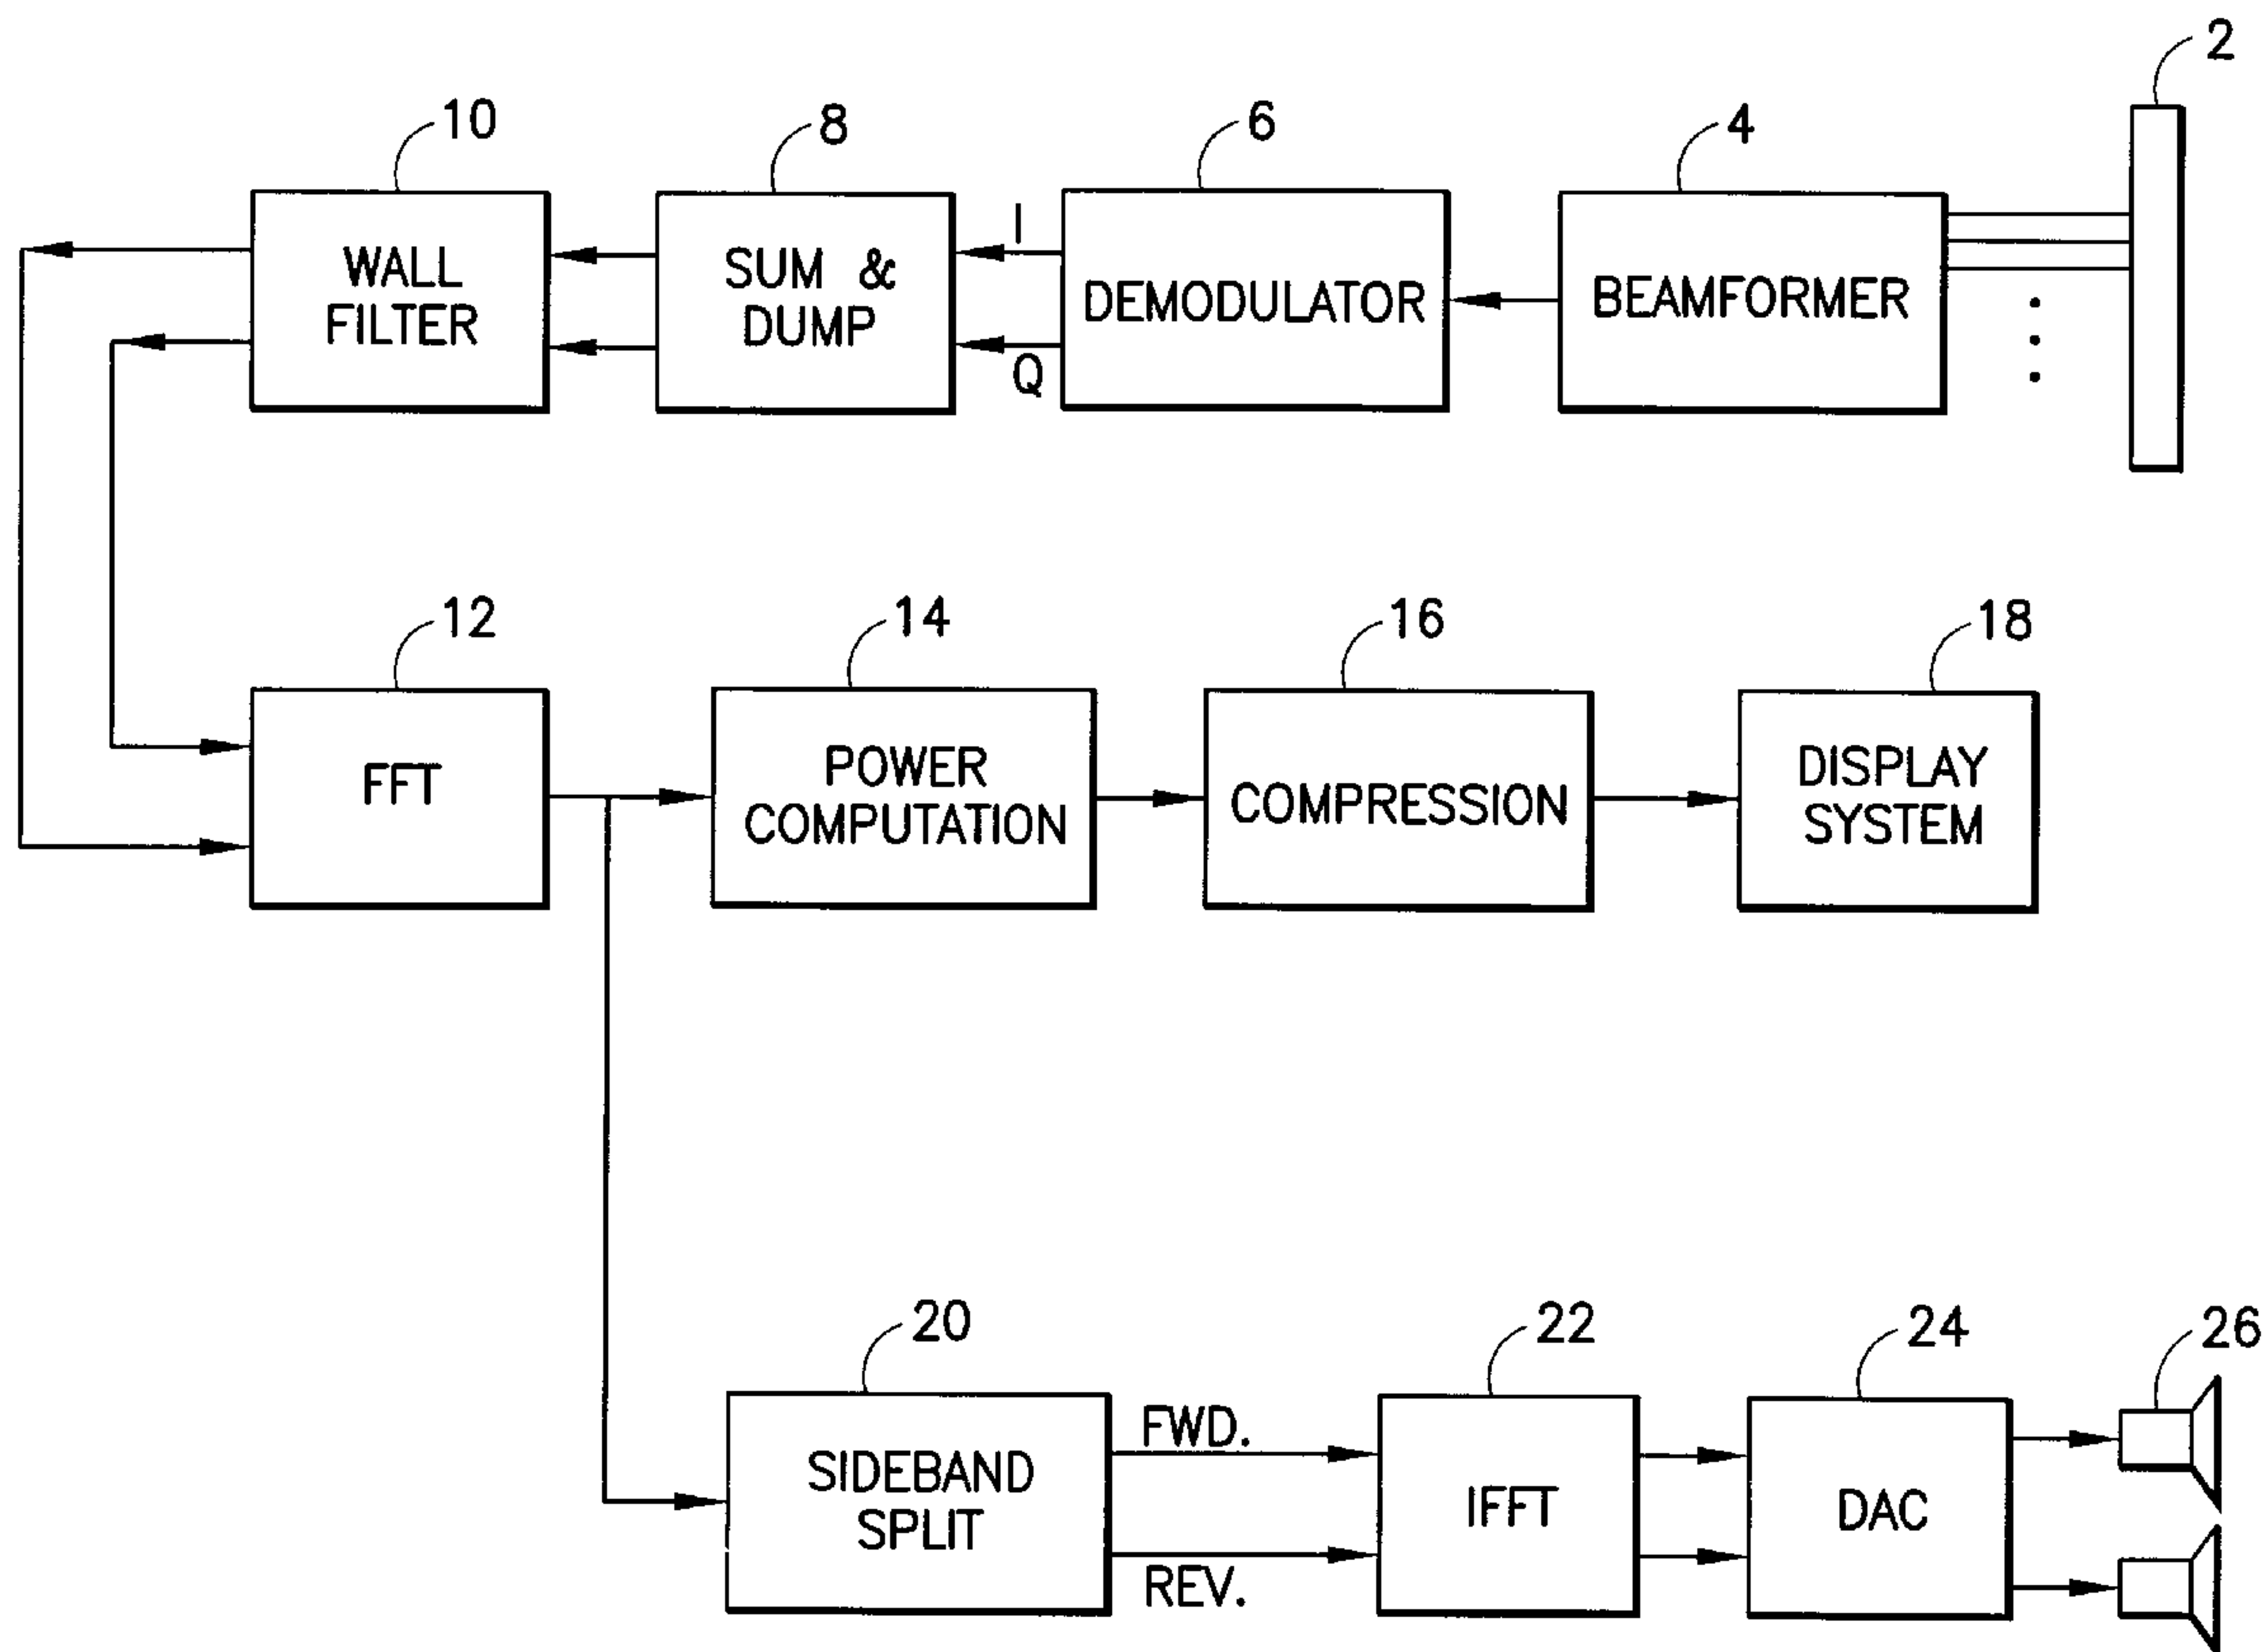 2
10
8
6
4
WALL
FILTER
SUM &
DUMP
I
Q
DEMODULATOR
BEAMFORMER
12
14
16
18
FFT
POWER
COMPUTATION
COMPRESSION
DISPLAY
SYSTEM
20
22
24
26
SIDEBAND
SPLIT
FWD.
REV.
IFFT
DAC